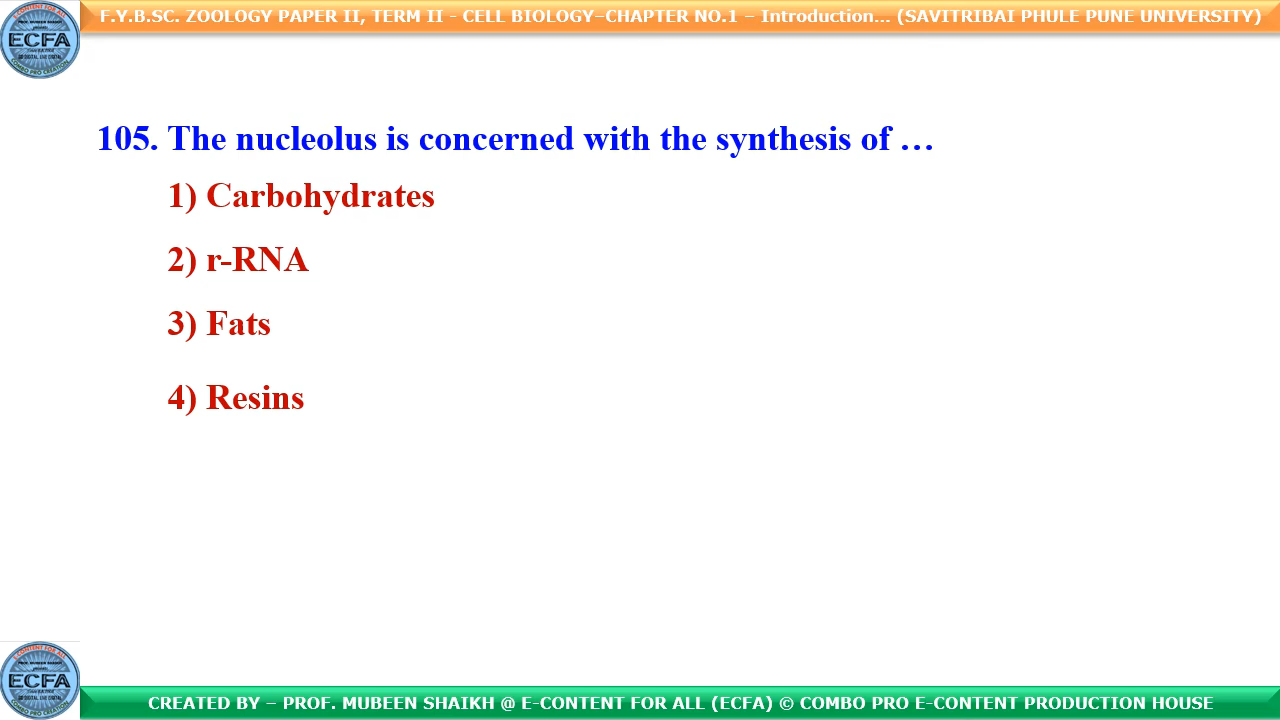 F.Y.B.SC. ZOOLOGY PAPER II, TERM II - CELL BIOLOGY–CHAPTER NO.1 – Introduction... (SAVITRIBAI PHULE PUNE UNIVERSITY)
ECFA
105. The nucleolus is concerned with the synthesis of …
1) Carbohydrates
2) r-RNA
3) Fats
4) Resins
ECFA
CREATED BY – PROF. MUBEEN SHAIKH @ E-CONTENT FOR ALL (ECFA) © COMBO PRO E-CONTENT PRODUCTION HOUSE